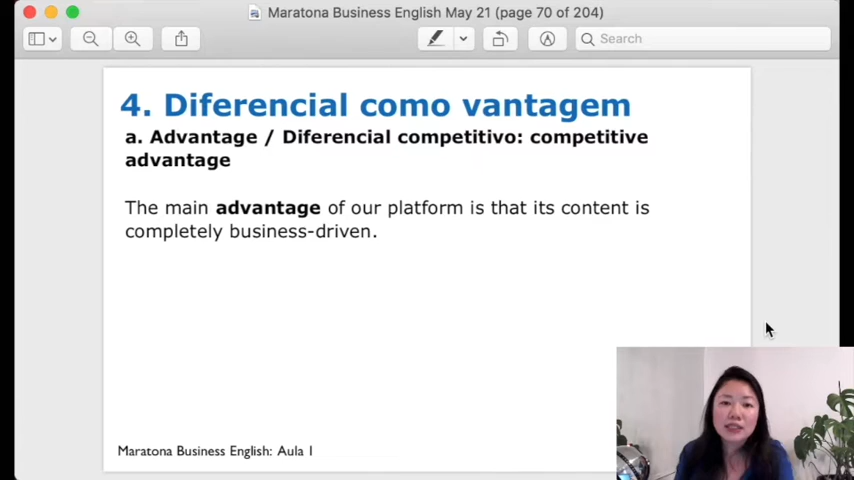 Maratona Business English May 21 (page 70 of 204)
Search
4. Diferencial como vantagem
a. Advantage / Diferencial competitivo: competitive
advantage
The main advantage of our platform is that its content is
completely business-driven.
Maratona Business English: Aula 1